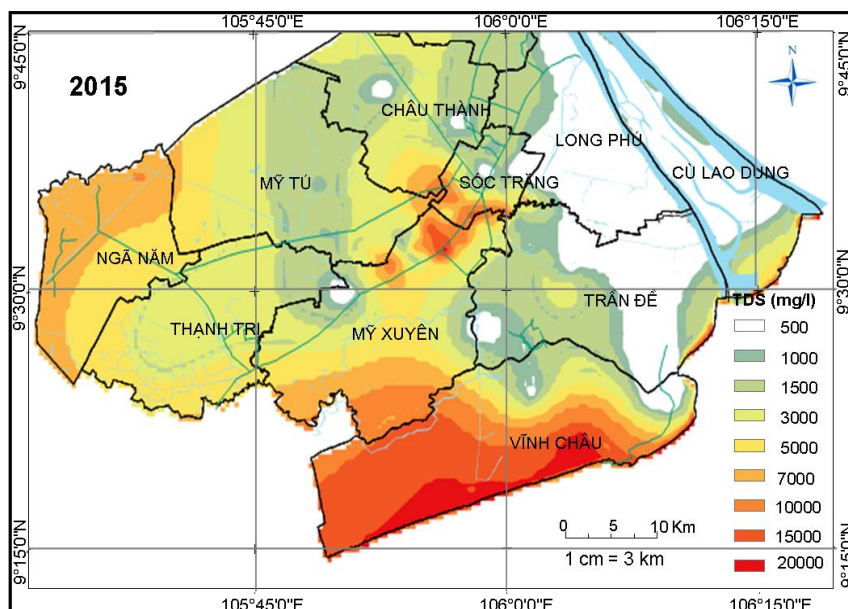 105°45'0"E
106°0'0"E
106°15'0"E
9°45'0"N
9°45'0"N
2015
N
CHÂU THÀNH
LONG PHÚ
CÙ LAO DUNG
MỸ TÚ
SÓC TRĂNG
NGÃ NĂM
9°30'0"N
9°30'0"N
TRẦN ĐỀ
TDS (mg/l)
THẠNH TRỊ
MỸ XUYÊN
500
1000
1500
3000
5000
7000
10000
15000
20000
VĨNH CHÂU
0 5 10 Km
1 cm = 3 km
9°15'0"N
9°15'0"N
105°45'0"E
106°0'0"E
106°15'0"E